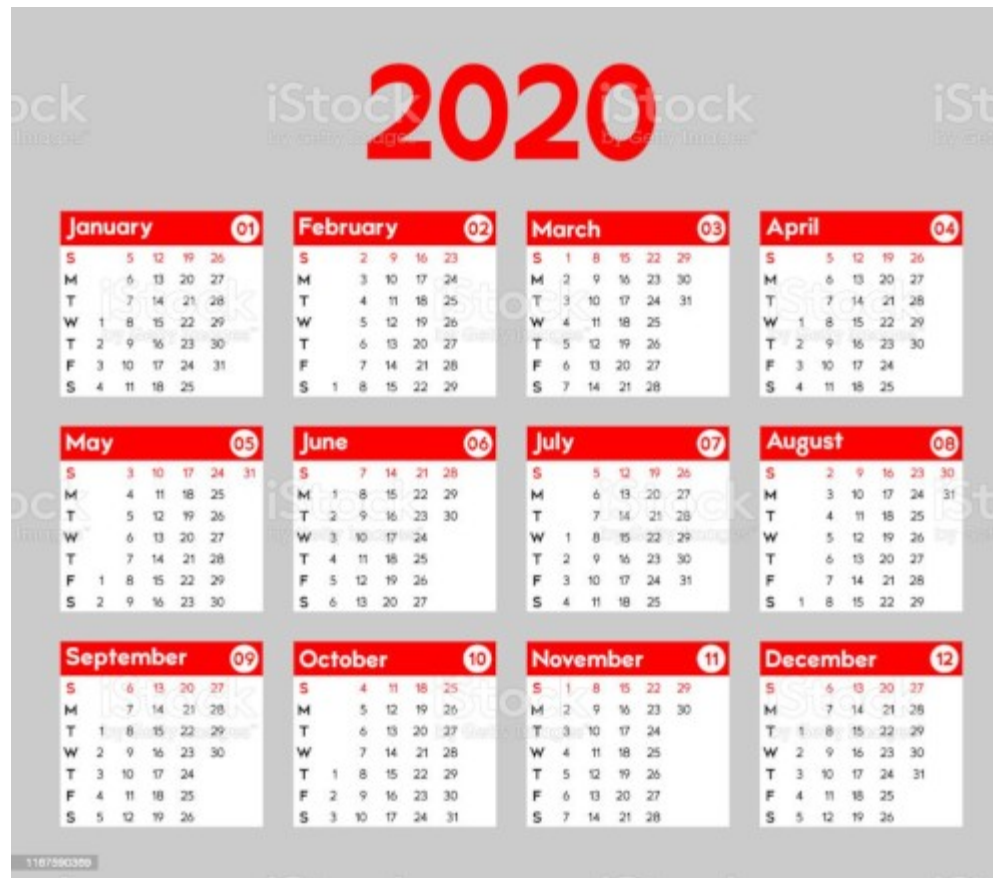 2020
iStock
by Getty Images
January 01
S 5 12 19 26
M 6 13 20 27
T 7 14 21 28
W 1 8 15 22 29
T 2 9 16 23 30
F 3 10 17 24 31
S 4 11 18 25
February 02
S 2 9 16 23
M 3 10 17 24
T 4 11 18 25
W 5 12 19 26
T 6 13 20 27
F 7 14 21 28
S 1 8 15 22 29
March 03
S 1 8 15 22 29
M 2 9 16 23 30
T 3 10 17 24 31
W 4 11 18 25
T 5 12 19 26
F 6 13 20 27
S 7 14 21 28
April 04
S 5 12 19 26
M 6 13 20 27
T 7 14 21 28
W 1 8 15 22 29
T 2 9 16 23 30
F 3 10 17 24
S 4 11 18 25
May 05
S 3 10 17 24 31
M 4 11 18 25
T 5 12 19 26
W 6 13 20 27
T 7 14 21 28
F 1 8 15 22 29
S 2 9 16 23 30
June 06
S 7 14 21 28
M 1 8 15 22 29
T 2 9 16 23 30
W 3 10 17 24
T 4 11 18 25
F 5 12 19 26
S 6 13 20 27
July 07
S 5 12 19 26
M 6 13 20 27
T 7 14 21 28
W 1 8 15 22 29
T 2 9 16 23 30
F 3 10 17 24 31
S 4 11 18 25
August 08
S 2 9 16 23 30
M 3 10 17 24 31
T 4 11 18 25
W 5 12 19 26
T 6 13 20 27
F 7 14 21 28
S 1 8 15 22 29
September 09
S 6 13 20 27
M 7 14 21 28
T 1 8 15 22 29
W 2 9 16 23 30
T 3 10 17 24
F 4 11 18 25
S 5 12 19 26
October 10
S 4 11 18 25
M 5 12 19 26
T 6 13 20 27
W 7 14 21 28
T 1 8 15 22 29
F 2 9 16 23 30
S 3 10 17 24 31
November 11
S 1 8 15 22 29
M 2 9 16 23 30
T 3 10 17 24
W 4 11 18 25
T 5 12 19 26
F 6 13 20 27
S 7 14 21 28
December 12
S 6 13 20 27
M 7 14 21 28
T 1 8 15 22 29
W 2 9 16 23 30
T 3 10 17 24 31
F 4 11 18 25
S 5 12 19 26